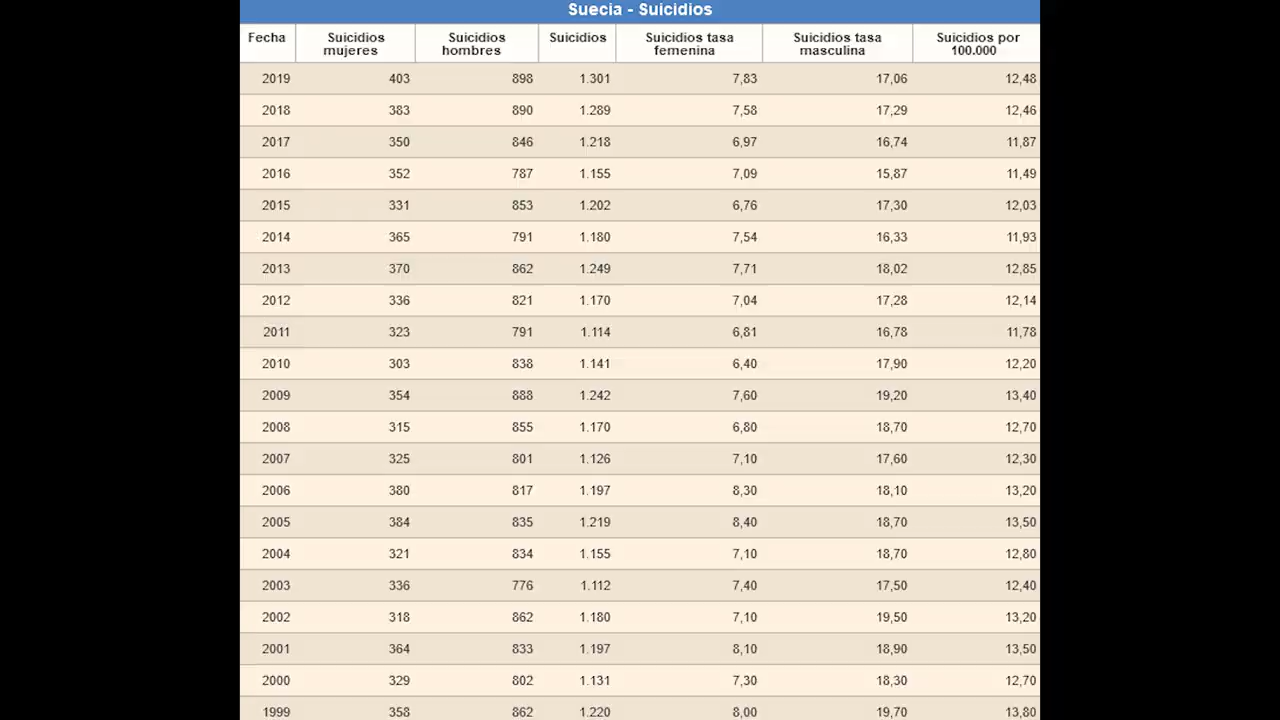 Suecia - Suicidios
Fecha Suicidios mujeres Suicidios hombres Suicidios Suicidios tasa femenina Suicidios tasa masculina Suicidios por 100.000
2019 403 898 1.301 7,83 17,06 12,48
2018 383 890 1.289 7,58 17,29 12,46
2017 350 846 1.218 6,97 16,74 11,87
2016 352 787 1.155 7,09 15,87 11,49
2015 331 853 1.202 6,76 17,30 12,03
2014 365 791 1.180 7,54 16,33 11,93
2013 370 862 1.249 7,71 18,02 12,85
2012 336 821 1.170 7,04 17,28 12,14
2011 323 791 1.114 6,81 16,78 11,78
2010 303 838 1.141 6,40 17,90 12,20
2009 354 888 1.242 7,60 19,20 13,40
2008 315 855 1.170 6,80 18,70 12,70
2007 325 801 1.126 7,10 17,60 12,30
2006 380 817 1.197 8,30 18,10 13,20
2005 384 835 1.219 8,40 18,70 13,50
2004 321 834 1.155 7,10 18,70 12,80
2003 336 776 1.112 7,40 17,50 12,40
2002 318 862 1.180 7,10 19,50 13,20
2001 364 833 1.197 8,10 18,90 13,50
2000 329 802 1.131 7,30 18,30 12,70
1999 358 862 1.220 8,00 19,70 13,80